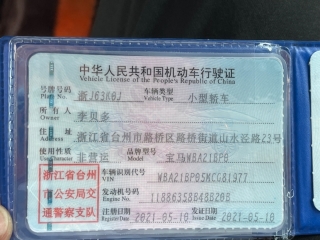 中华人民共和国机动车行驶证
Vehicle License of the People's Republic of China
号牌号码 浙J63K0J 车辆类型 小型轿车
Plate No. Vehicle Type
所有人 李贝多
Owner
住址 浙江省台州市路桥区路桥街道山水泾路23号
Address
使用性质 非营运 品牌型号 宝马WBA21BP0
Use Character
浙江省台
州市公安局交
通警察支队
车辆识别代号 WBA21BP05MCG81977
VIN
发动机号码 11886358B48B20B
Engine No.
注册日期 2021-05-18 发证日期 2021-05-18
Register Date Issue Date